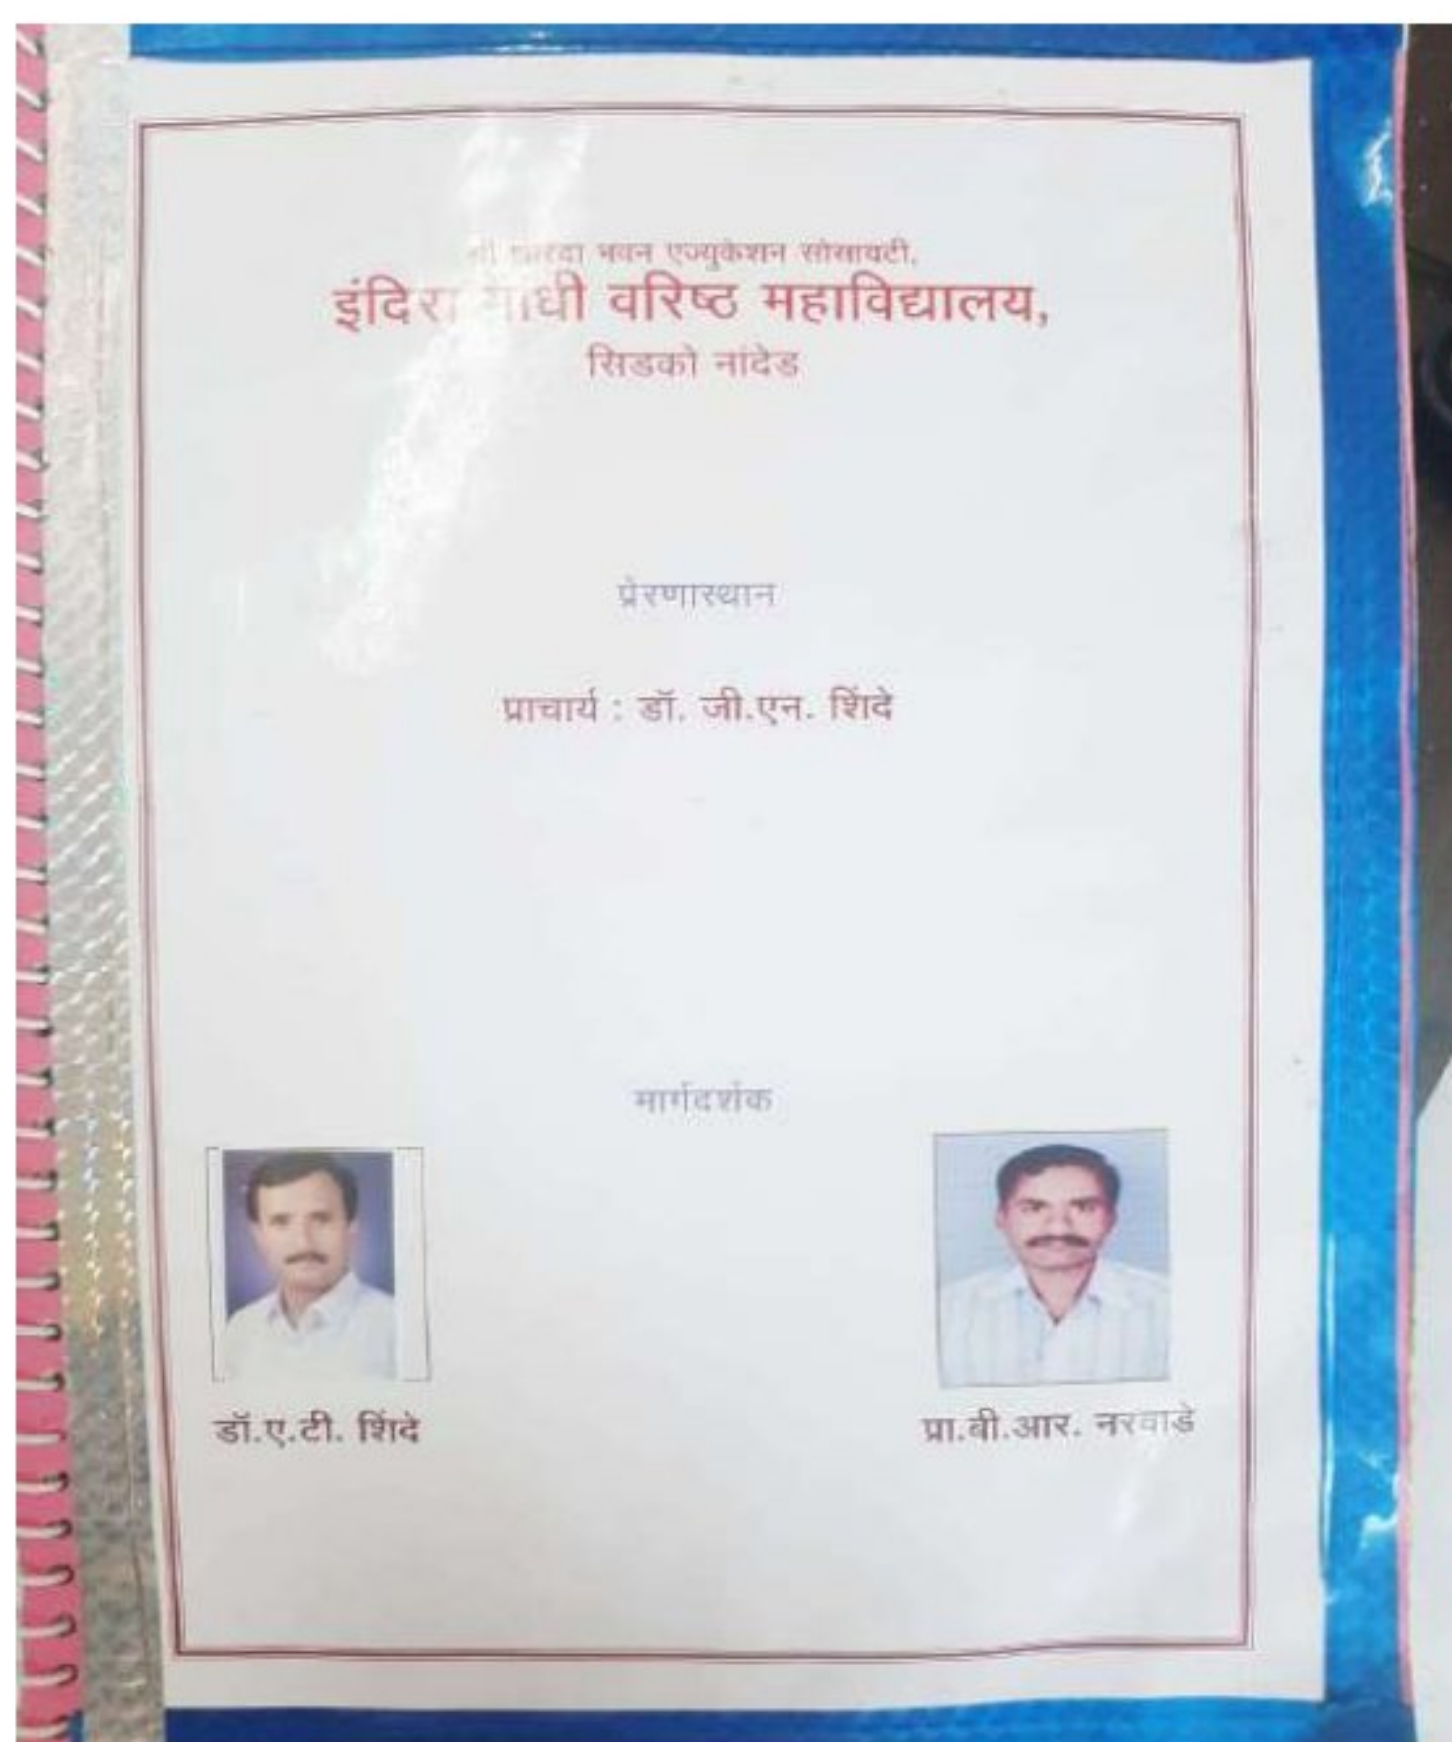 भवन एज्युकेशन सोसायटी,
इंदिरा गांधी वरिष्ठ महाविद्यालय,
सिडको नांदेड
प्रेरणास्थान
प्राचार्य : डॉ. जी.एन. शिंदे
मार्गदर्शक
डॉ.ए.टी. शिंदे
प्रा.बी.आर. नरवाडे